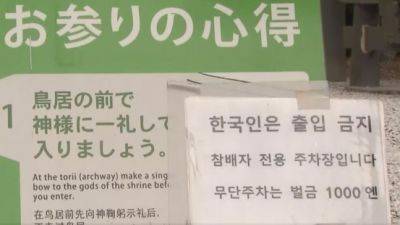 お参りの心得
1 鳥居の前で
神様に一礼して
入りましょう。
At the torii (archway) make a sing
bow to the gods of the shrine bef
you enter.
在鸟居前先向神鞠躬示礼后,
한국인은 출입 금지
참배자 전용 주차장입니다
무단주차는 벌금 1000 엔